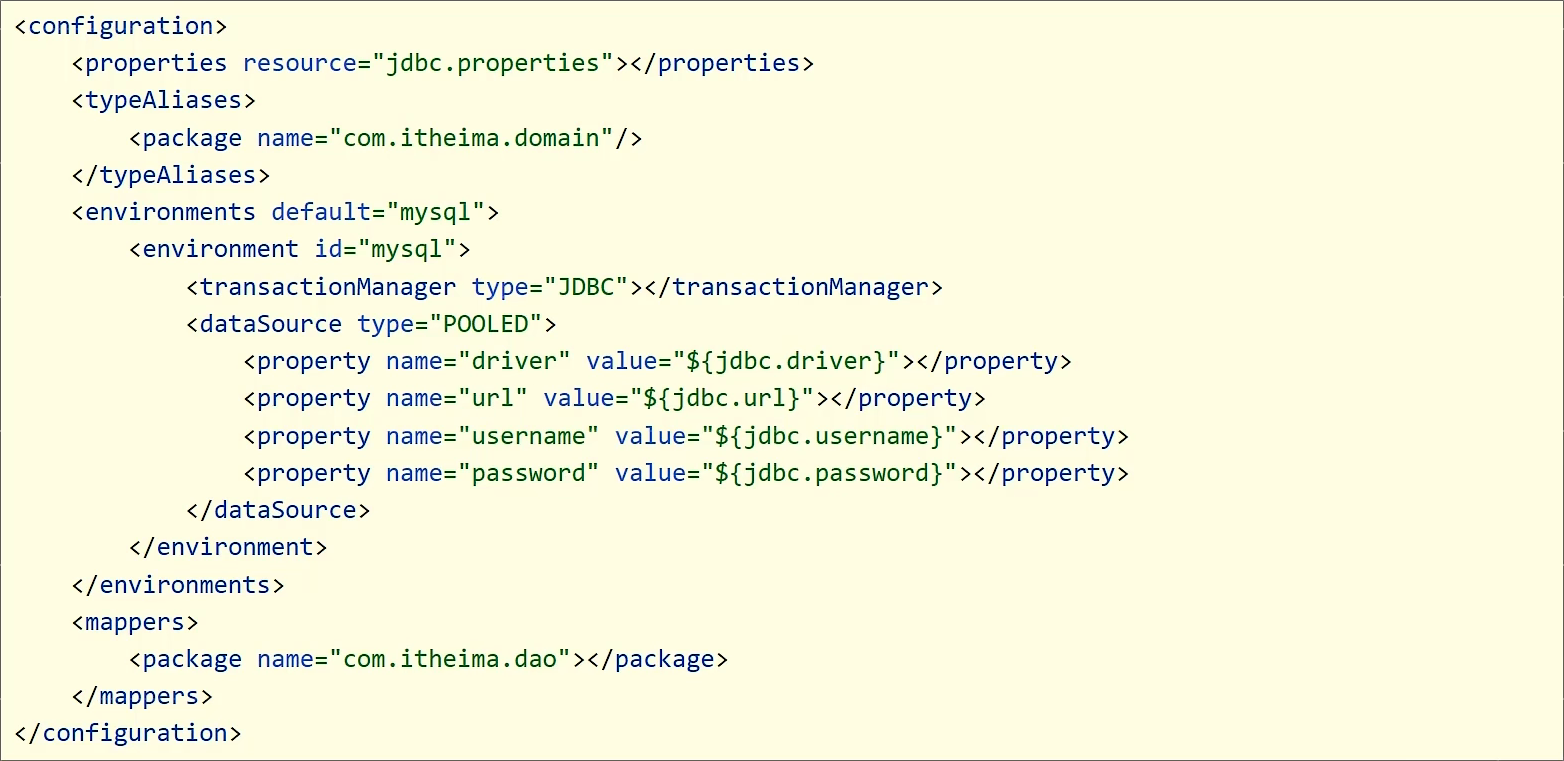 <configuration>
    <properties resource="jdbc.properties"></properties>
    <typeAliases>
        <package name="com.itheima.domain"/>
    </typeAliases>
    <environments default="mysql">
        <environment id="mysql">
            <transactionManager type="JDBC"></transactionManager>
            <dataSource type="POOLED">
                <property name="driver" value="${jdbc.driver}"></property>
                <property name="url" value="${jdbc.url}"></property>
                <property name="username" value="${jdbc.username}"></property>
                <property name="password" value="${jdbc.password}"></property>
            </dataSource>
        </environment>
    </environments>
    <mappers>
        <package name="com.itheima.dao"></package>
    </mappers>
</configuration>